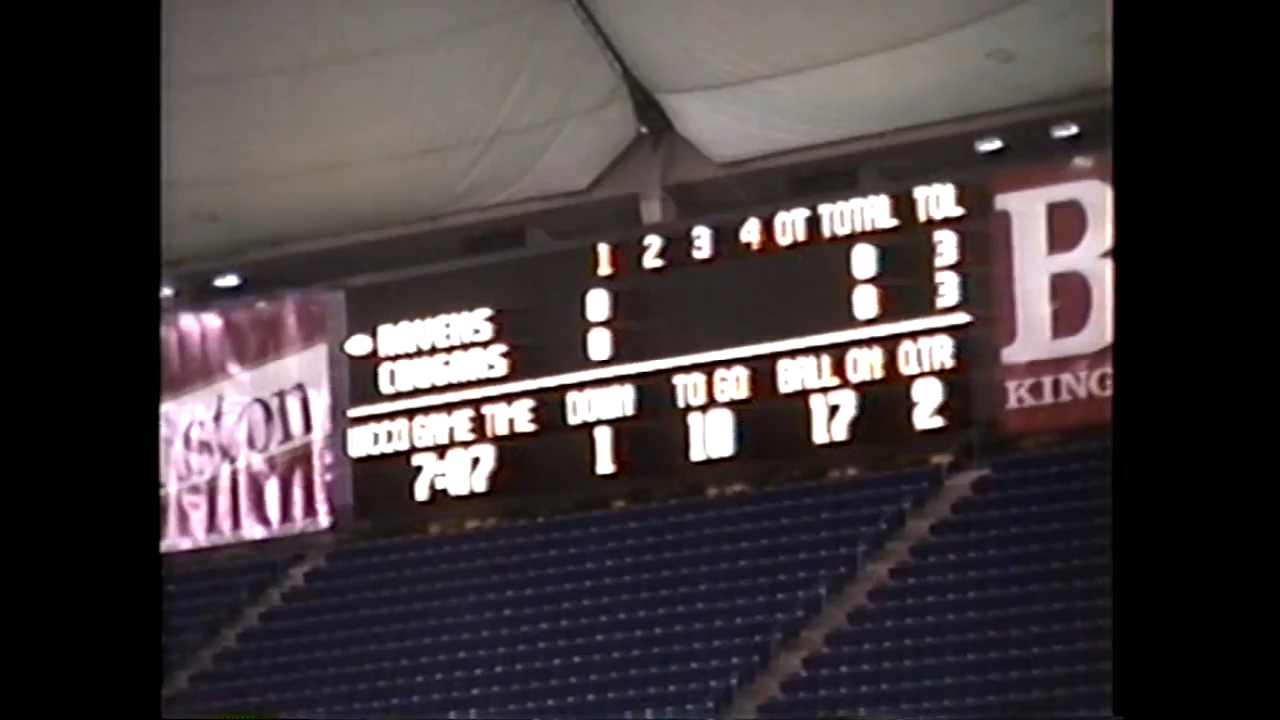 1 2 3 4 OT TOTAL TOL
RAVENS 0 0 3
COUGARS 0 0 3
GAME TIME DOWN TO GO BALL ON QTR
7:07 1 10 17 2
B
KING